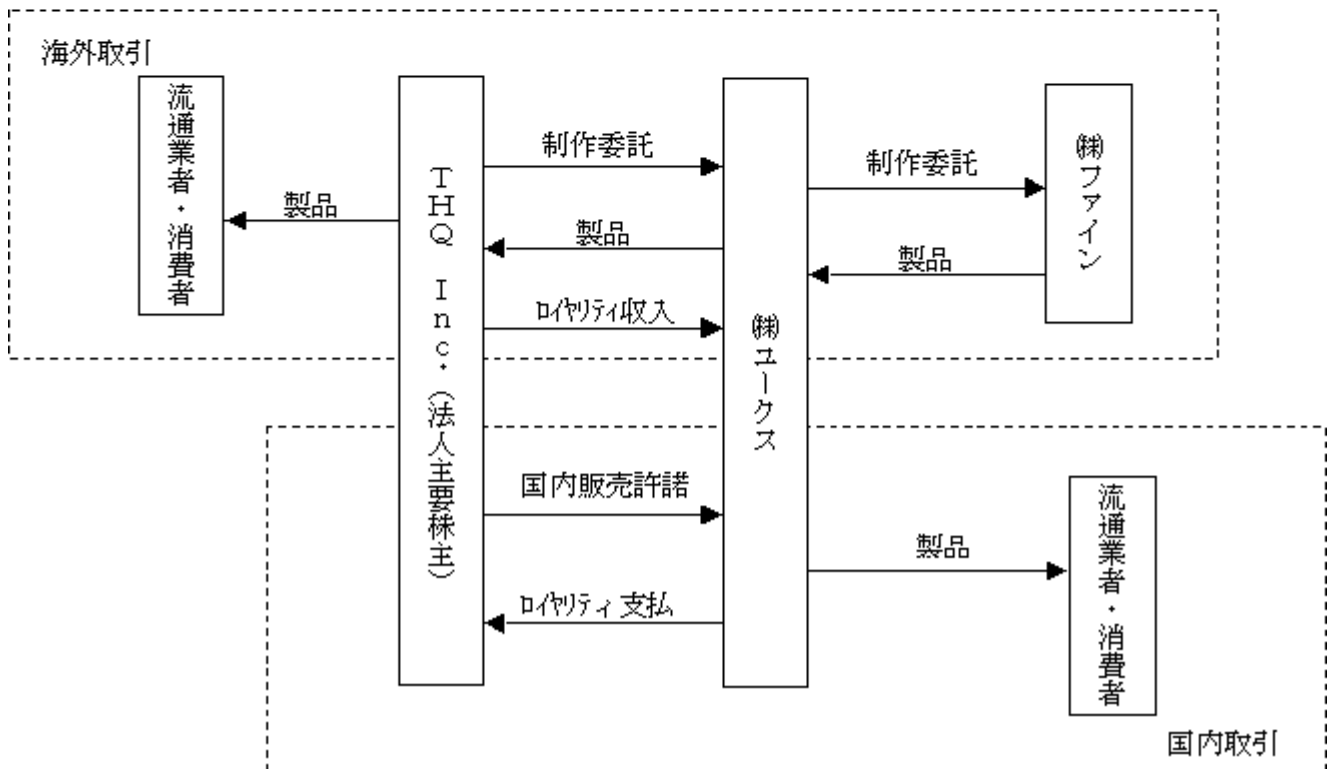 海外取引
流通業者・消費者
製品
THQ Inc.(法人主要株主)
制作委託
製品
ロイヤリティ収入
国内販売許諾
ロイヤリティ支払
㈱ユークス
制作委託
製品
㈱ファイン
製品
流通業者・消費者
国内取引